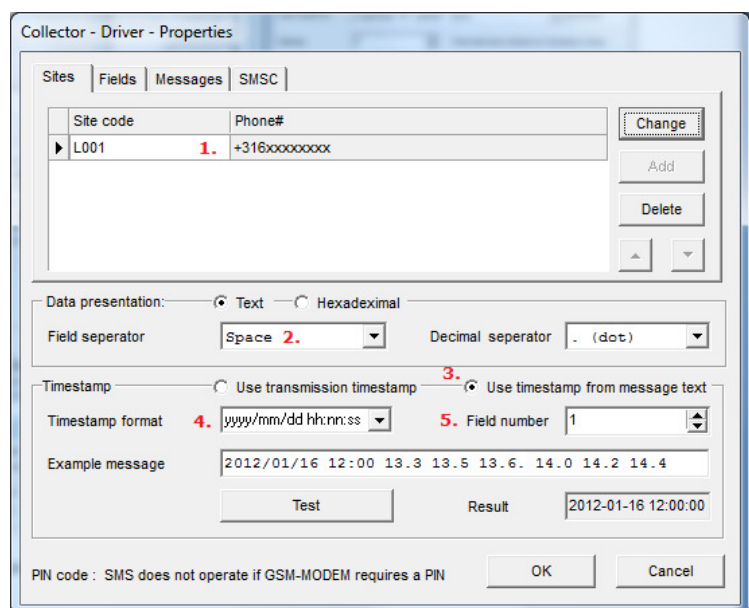 Collector - Driver - Properties
Sites Fields Messages SMSC
Site code Phone#
L001 1. +316xxxxxxxx
Change
Add
Delete
Data presentation: Text Hexadeximal
Field seperator Space 2. Decimal seperator . (dot)
3.
Timestamp Use transmission timestamp Use timestamp from message text
Timestamp format 4. yyyy/mm/dd hh:nn:ss 5. Field number 1
Example message 2012/01/16 12:00 13.3 13.5 13.6. 14.0 14.2 14.4
Test Result 2012-01-16 12:00:00
PIN code : SMS does not operate if GSM-MODEM requires a PIN OK Cancel